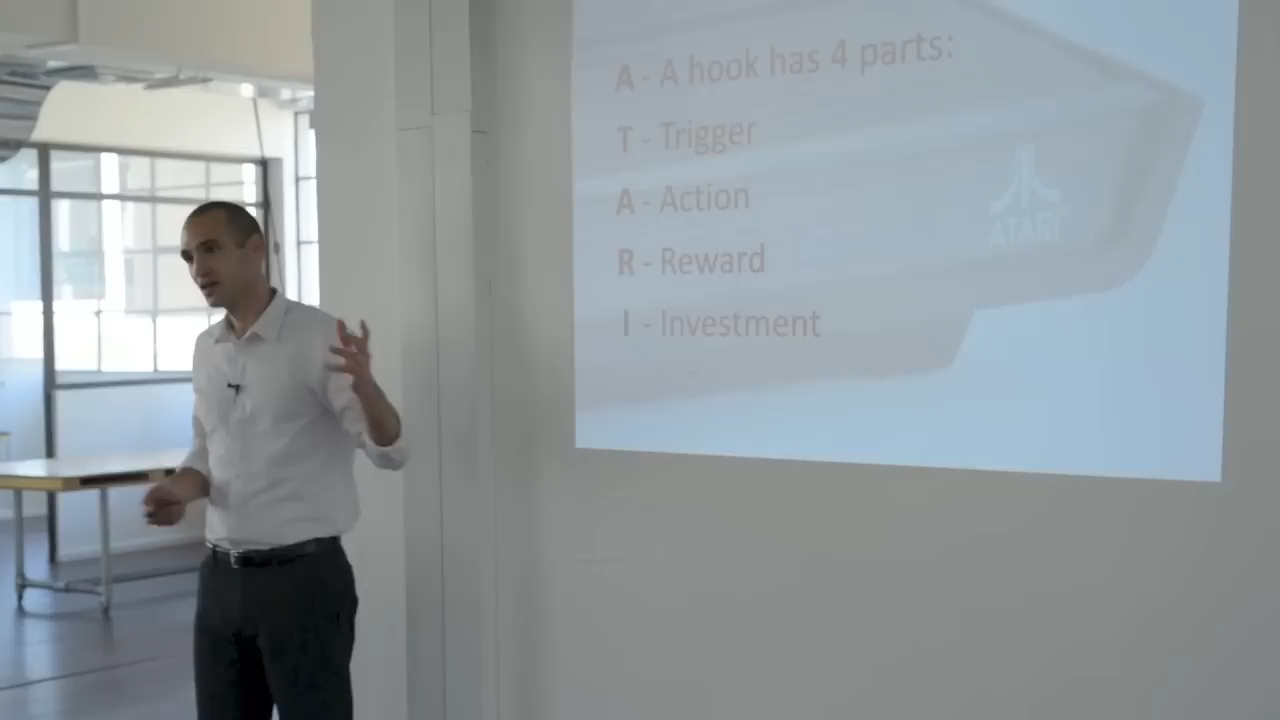 A - A hook has 4 parts:
T - Trigger
A - Action
R - Reward
I - Investment
ATARI